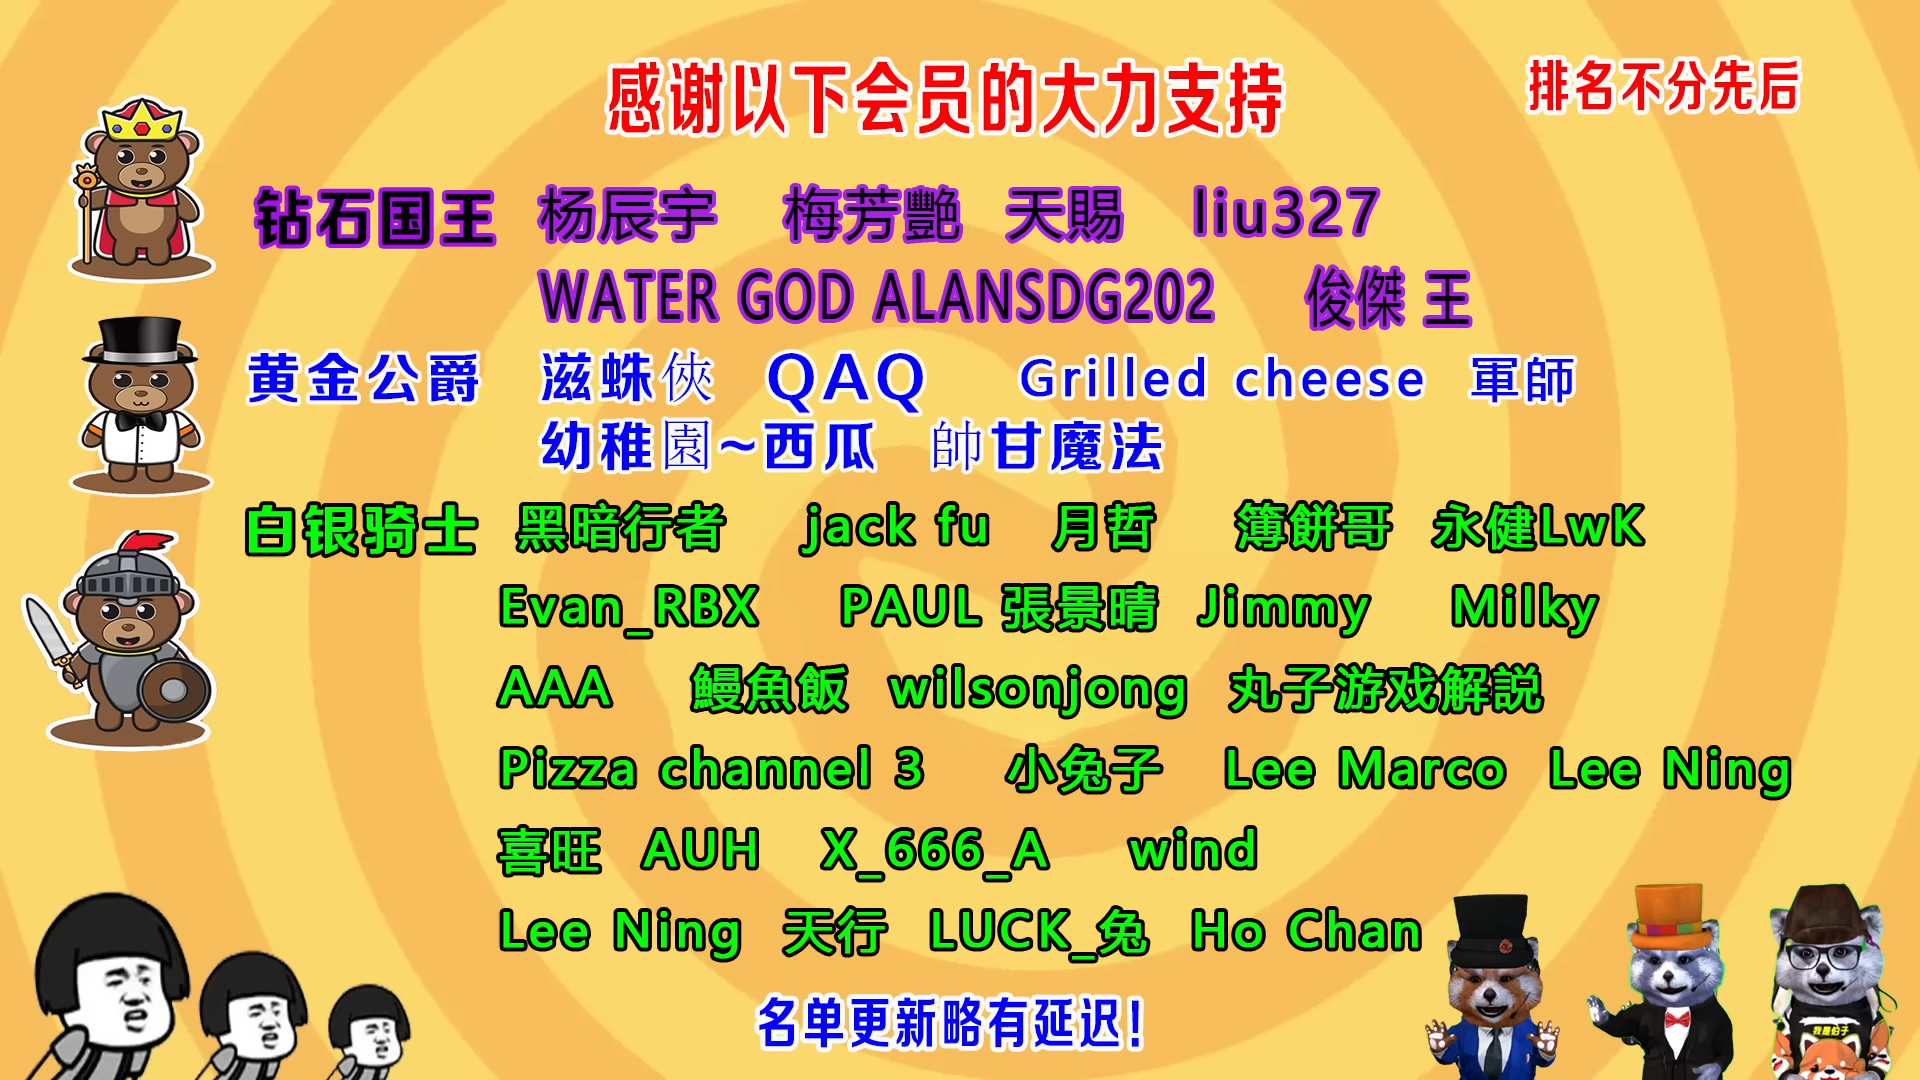 感谢以下会员的大力支持
排名不分先后
钻石国王 杨辰宇 梅芳艷 天賜 liu327
WATER GOD ALANSDG202 俊傑 王
黄金公爵 滋蛛俠 QAQ Grilled cheese 軍師
幼稚園~西瓜 帥甘魔法
白银骑士 黑暗行者 jack fu 月哲 簿餅哥 永健LwK
Evan_RBX PAUL 張景晴 Jimmy Milky
AAA 鰻魚飯 wilsonjong 丸子游戏解説
Pizza channel 3 小兔子 Lee Marco Lee Ning
喜旺 AUH X_666_A wind
Lee Ning 天行 LUCK_兔 Ho Chan
名单更新略有延迟!